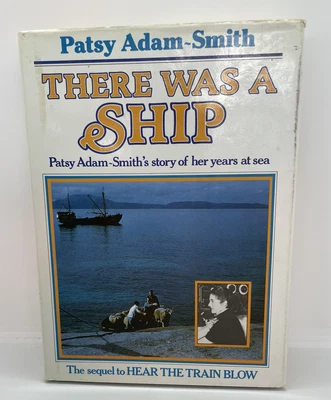 Patsy Adam-Smith
THERE WAS A
SHIP
Patsy Adam-Smith's story of her years at sea
The sequel to HEAR THE TRAIN BLOW